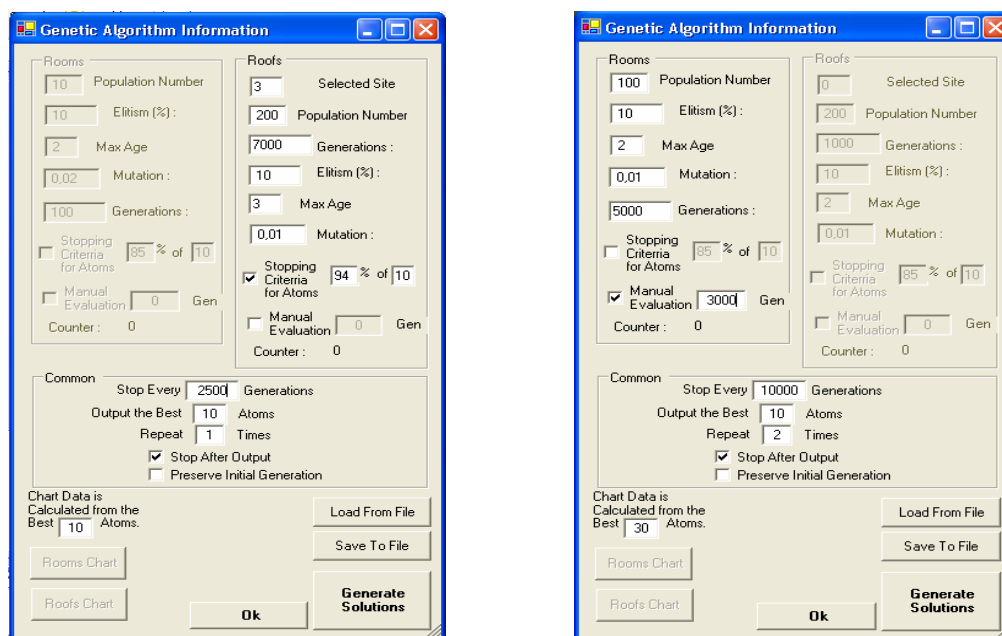 Genetic Algorithm Information
Rooms
10 Population Number
10 Elitism (%) :
2 Max Age
0,02 Mutation :
100 Generations :
Stopping
Criteria 85 % of 10
for Atoms
Manual
Evaluation 0 Gen
Counter : 0
Roofs
3 Selected Site
200 Population Number
7000 Generations :
10 Elitism (%) :
3 Max Age
0,01 Mutation :
Stopping
Criteria 94 % of 10
for Atoms
Manual
Evaluation 0 Gen
Counter : 0
Common
Stop Every 2500 Generations
Output the Best 10 Atoms
Repeat 1 Times
Stop After Output
Preserve Initial Generation
Chart Data is
Calculated from the
Best 10 Atoms.
Load From File
Save To File
Rooms Chart
Roofs Chart
Generate
Solutions
Ok
Genetic Algorithm Information
Rooms
100 Population Number
10 Elitism (%) :
2 Max Age
0,01 Mutation :
5000 Generations :
Stopping
Criteria 85 % of 10
for Atoms
Manual
Evaluation 3000 Gen
Counter : 0
Roofs
0 Selected Site
200 Population Number
1000 Generations :
10 Elitism (%) :
2 Max Age
0,01 Mutation :
Stopping
Criteria 85 % of 10
for Atoms
Manual
Evaluation 0 Gen
Counter : 0
Common
Stop Every 10000 Generations
Output the Best 10 Atoms
Repeat 2 Times
Stop After Output
Preserve Initial Generation
Chart Data is
Calculated from the
Best 30 Atoms.
Load From File
Save To File
Rooms Chart
Roofs Chart
Generate
Solutions
Ok